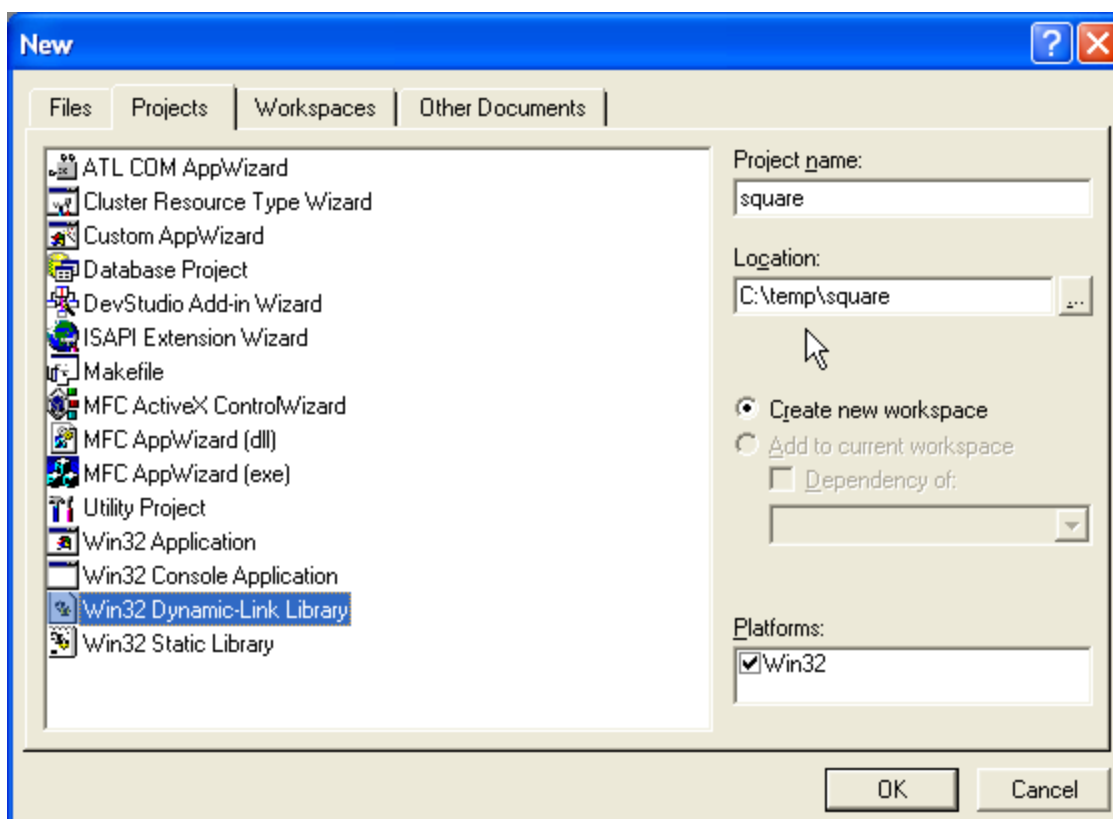 New
Files Projects Workspaces Other Documents
ATL COM AppWizard
Cluster Resource Type Wizard
Custom AppWizard
Database Project
DevStudio Add-in Wizard
ISAPI Extension Wizard
Makefile
MFC ActiveX ControlWizard
MFC AppWizard (dll)
MFC AppWizard (exe)
Utility Project
Win32 Application
Win32 Console Application
Win32 Dynamic-Link Library
Win32 Static Library
Project name:
square
Location:
C:\temp\square
...
Create new workspace
Add to current workspace
Dependency of:
Platforms:
Win32
OK Cancel